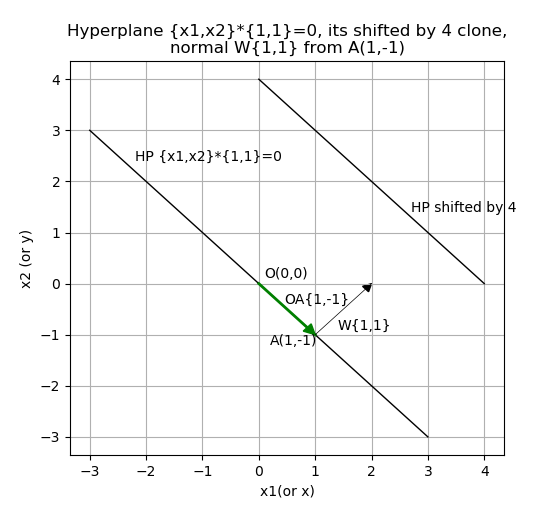 Hyperplane {x1,x2}*{1,1}=0, its shifted by 4 clone,
normal W{1,1} from A(1,-1)
4
3
2
1
0
−1
−2
−3
HP {x1,x2}*{1,1}=0
HP shifted by 4
O(0,0)
OA{1,-1}
W{1,1}
A(1,-1)
x2 (or y)
−3 −2 −1 0 1 2 3 4
x1(or x)